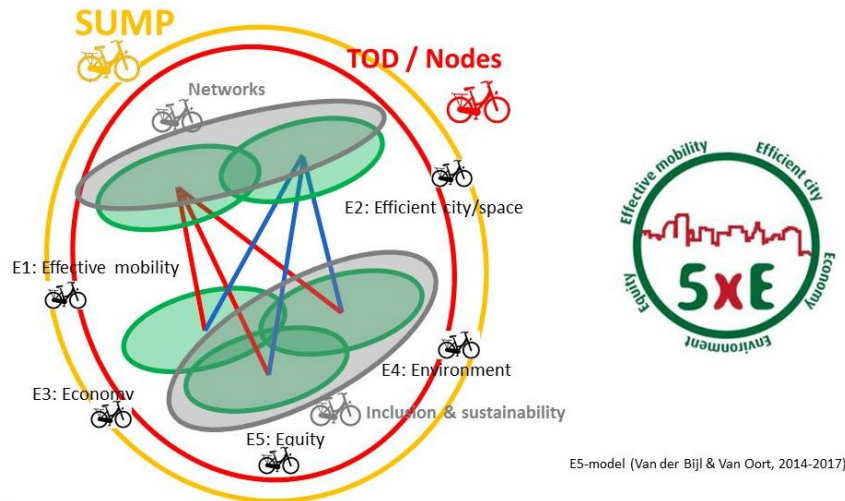 SUMP
TOD / Nodes
Networks
E2: Efficient city/space
E1: Effective mobility
E4: Environment
E3: Economy
Inclusion & sustainability
E5: Equity
Effective mobility
Efficient city
Economy
Environment
Equity
5xE
E5-model (Van der Bijl & Van Oort, 2014-2017)